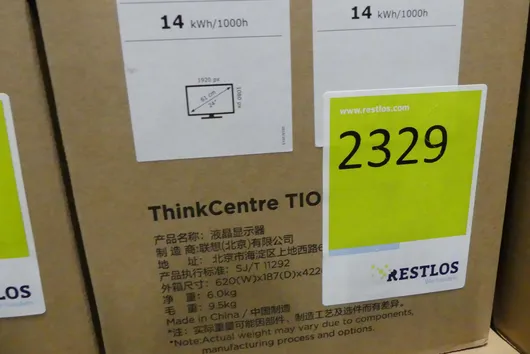 14 kWh/1000h
14 kWh/1000h
1920 px
1080 px
61 cm
24"
www.restlos.com
2329
ThinkCentre TIO
产品名称: 液晶显示器
制 造 商: 联想(北京)有限公司
北京市海淀区上地西路6
产品执行标准: SJ/T 11292
外箱尺寸: 620(W)x187(D)x422
净 重: 6.0kg
毛 重: 9.5kg
Made in China / 中国制造
*注: 实际重量可能因部件、制造工艺及选件而有差异。
*Note:Actual weight may vary due to components,
manufacturing process and options.
RESTLOS
LOS